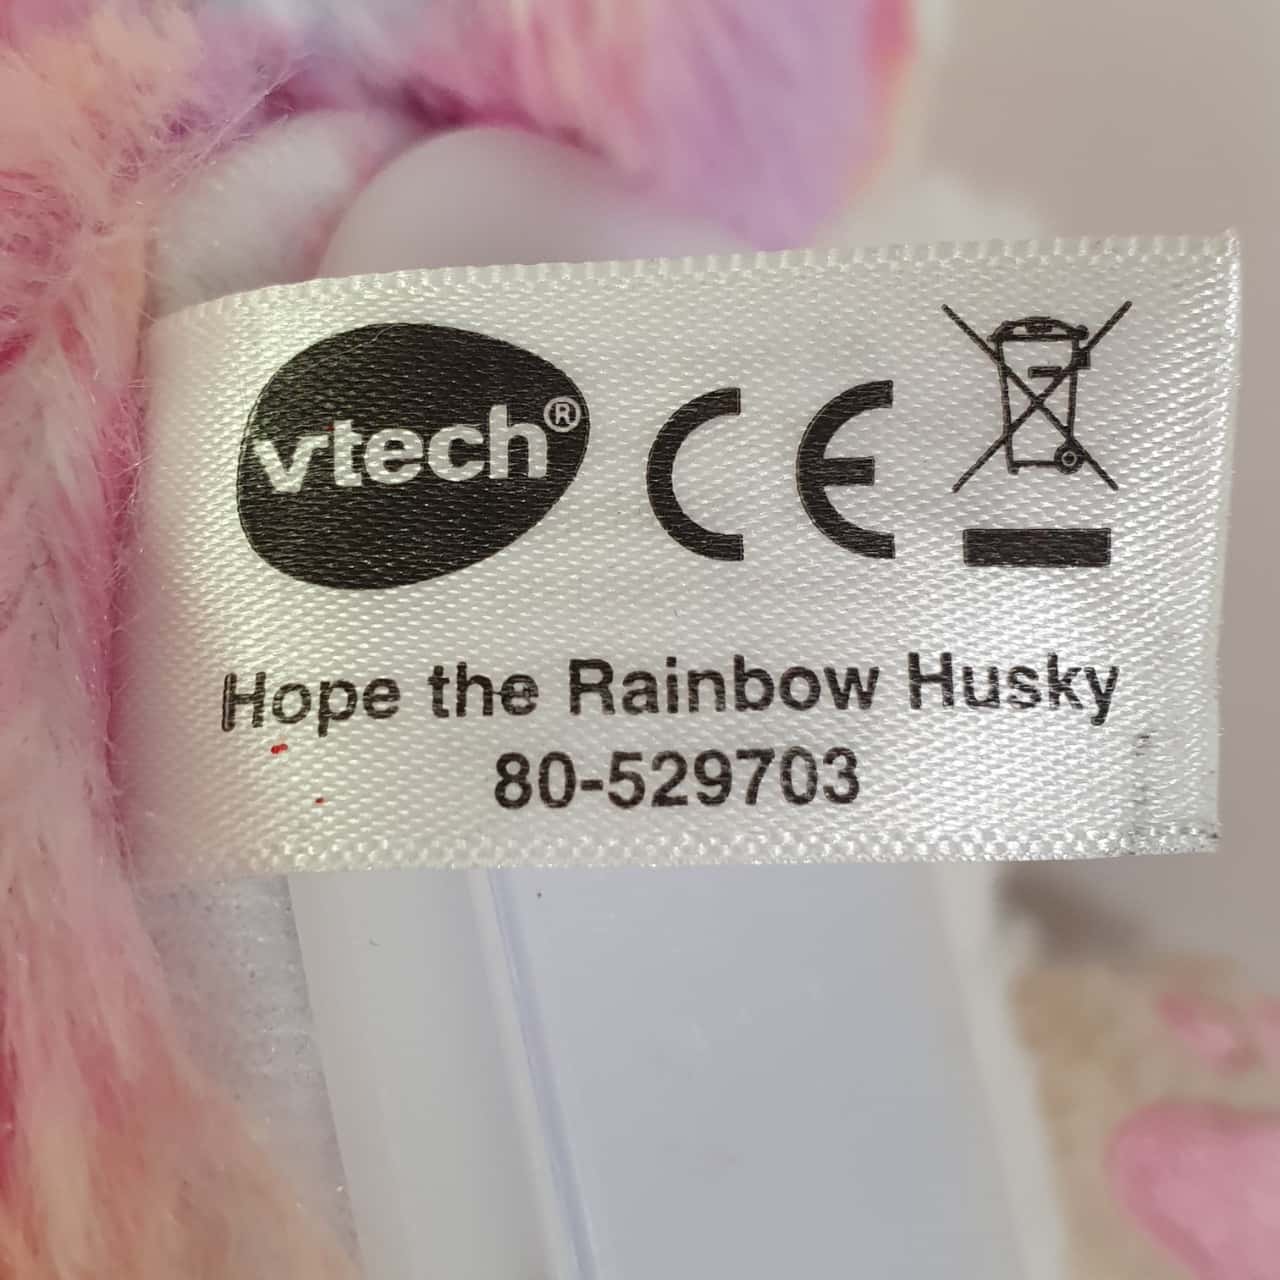 vtech® CE
Hope the Rainbow Husky
80-529703